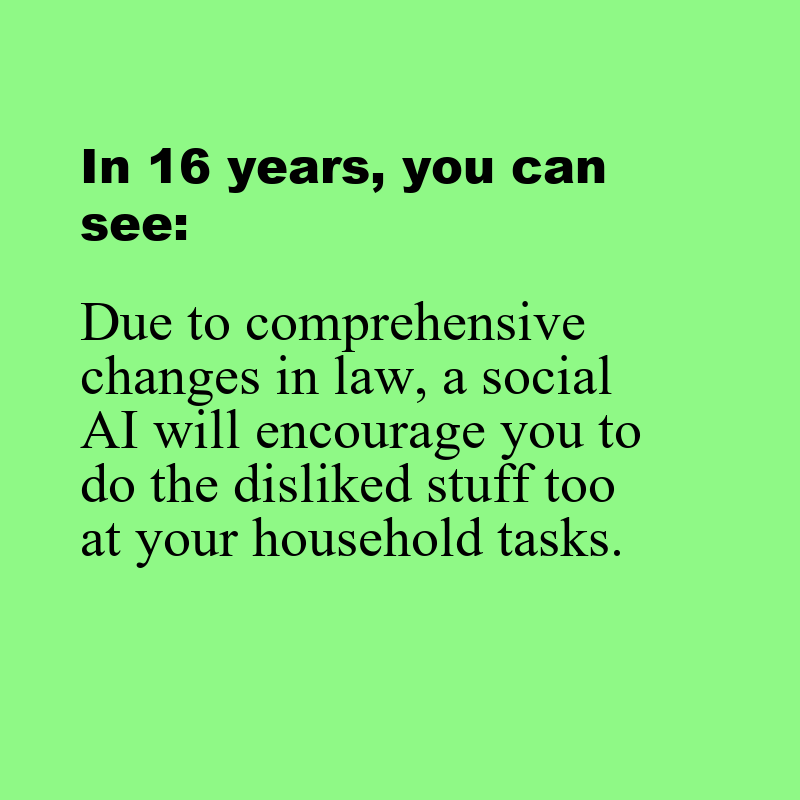 In 16 years, you can
see:
Due to comprehensive
changes in law, a social
AI will encourage you to
do the disliked stuff too
at your household tasks.